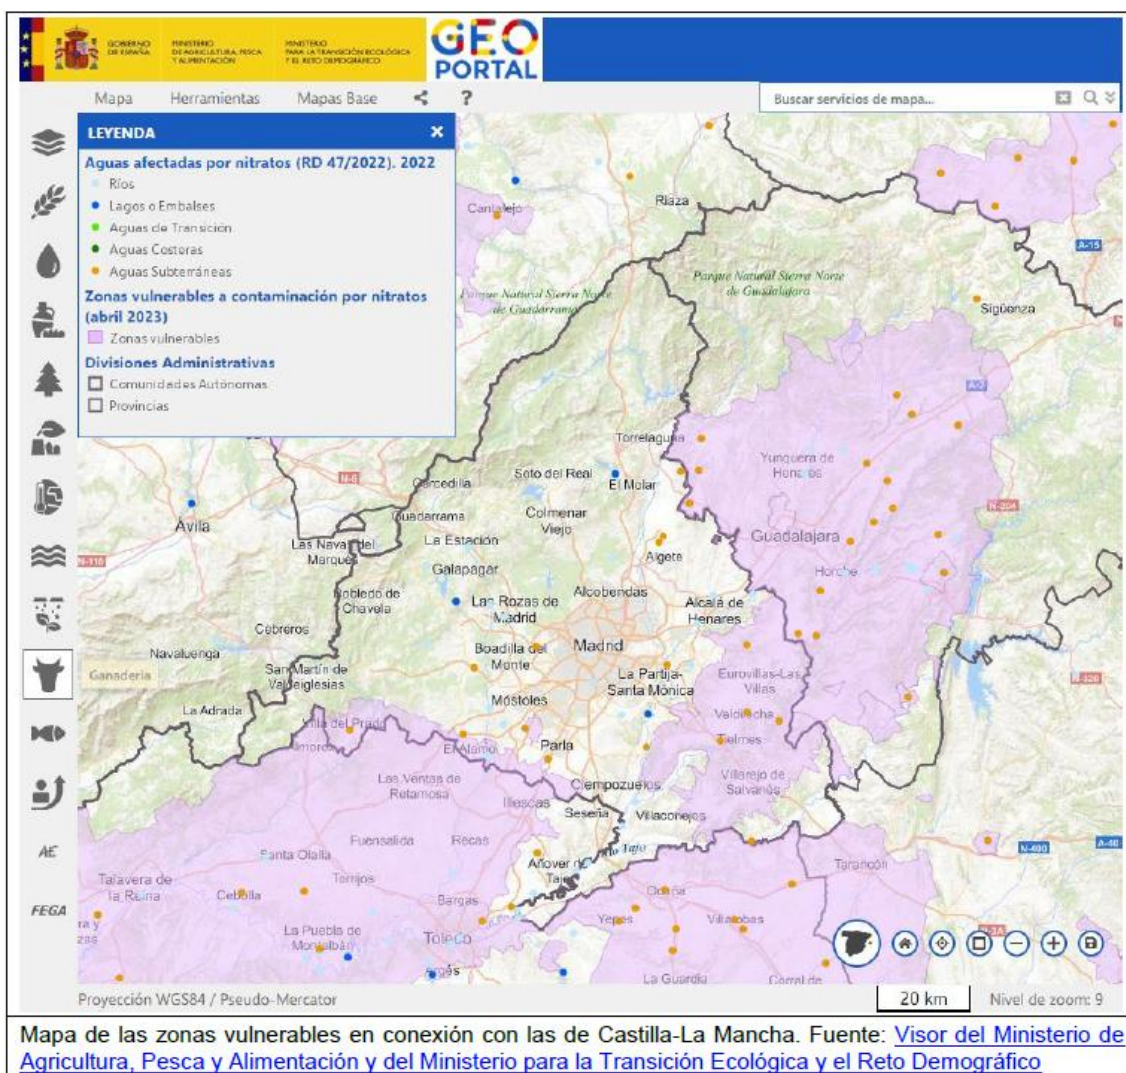 GOBIERNO
DE ESPAÑA
MINISTERIO
DE AGRICULTURA, PESCA
Y ALIMENTACIÓN
MINISTERIO
PARA LA TRANSICIÓN ECOLÓGICA
Y EL RETO DEMOGRÁFICO
GEO
PORTAL
Mapa Herramientas Mapas Base ?
Buscar servicios de mapa...
LEYENDA
Aguas afectadas por nitratos (RD 47/2022). 2022
Ríos
Lagos o Embalses
Aguas de Transición
Aguas Costeras
Aguas Subterráneas
Zonas vulnerables a contaminación por nitratos
(abril 2023)
Zonas vulnerables
Divisiones Administrativas
Comunidades Autónomas
Provincias
Riaza
Cantalejo
A-15
Parque Natural Sierra Norte
de Guadalajara
Parque Natural Sierra Norte
de Guadarrama
Sigüenza
A-2
Torrelaguna
Yunquera de
Henares
N-6
Cercedilla
Soto del Real
El Molar
N-204
Ávila
Guadarrama
Colmenar
Viejo
Guadalajara
Las Navas del
Marqués
La Estación
Algete
N-110
Galapagar
Horche
Robledo de
Chavela
Las Rozas de
Madrid
Alcobendas
Alcalá de
Henares
Cebreros
Navaluenga
Boadilla del
Monte
Madrid
Ganadería
San Martín de
Valdeiglesias
La Partija-
Santa Mónica
Eurovillas-Las
Villas
N-320
La Adrada
Móstoles
Valdilecha
Villa del Prado
El Álamo
Parla
Tielmes
Las Ventas de
Retamosa
Ciempozuelos
Villarejo de
Salvanés
Illescas
Seseña
Villaconejos
Fuensalida
Recas
N-400
A-40
AE
Santa Olalla
Añover de
Tajo
Río Tajo
Tarancón
Talavera de
la Reina
Cebolla
Torrijos
Ocaña
FEGA
Bargas
Yepes
Villatobas
La Puebla de
Montalbán
Toledo
N-3A
Argés
La Guardia
Corral de
Proyección WGS84 / Pseudo-Mercator
20 km
Nivel de zoom: 9
Mapa de las zonas vulnerables en conexión con las de Castilla-La Mancha. Fuente: Visor del Ministerio de
Agricultura, Pesca y Alimentación y del Ministerio para la Transición Ecológica y el Reto Demográfico